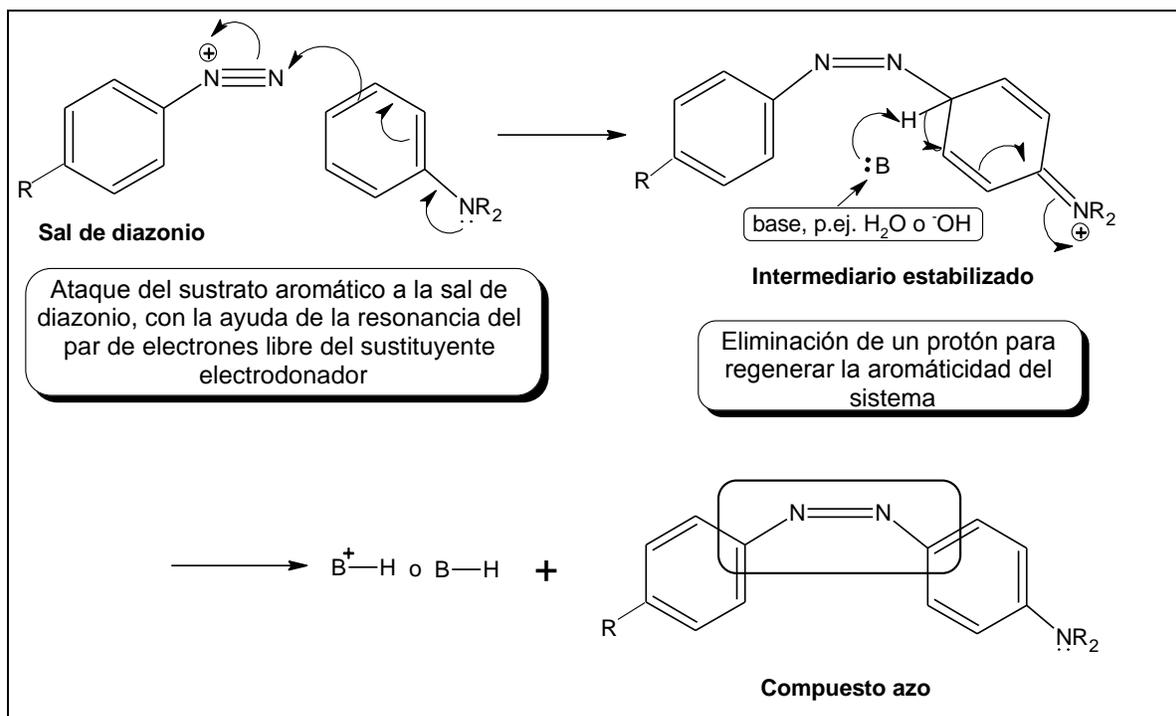 ⊕
N≡N
R
NR₂
Sal de diazonio
Ataque del sustrato aromático a la sal de
diazonio, con la ayuda de la resonancia del
par de electrones libre del sustituyente
electrodonador
N=N
H
R
:B
NR₂
⊕
base, p.ej. H₂O o ⁻OH
Intermediario estabilizado
Eliminación de un protón para
regenerar la aromáticidad del
sistema
B⁺—H o B—H +
N=N
R
NR₂
Compuesto azo